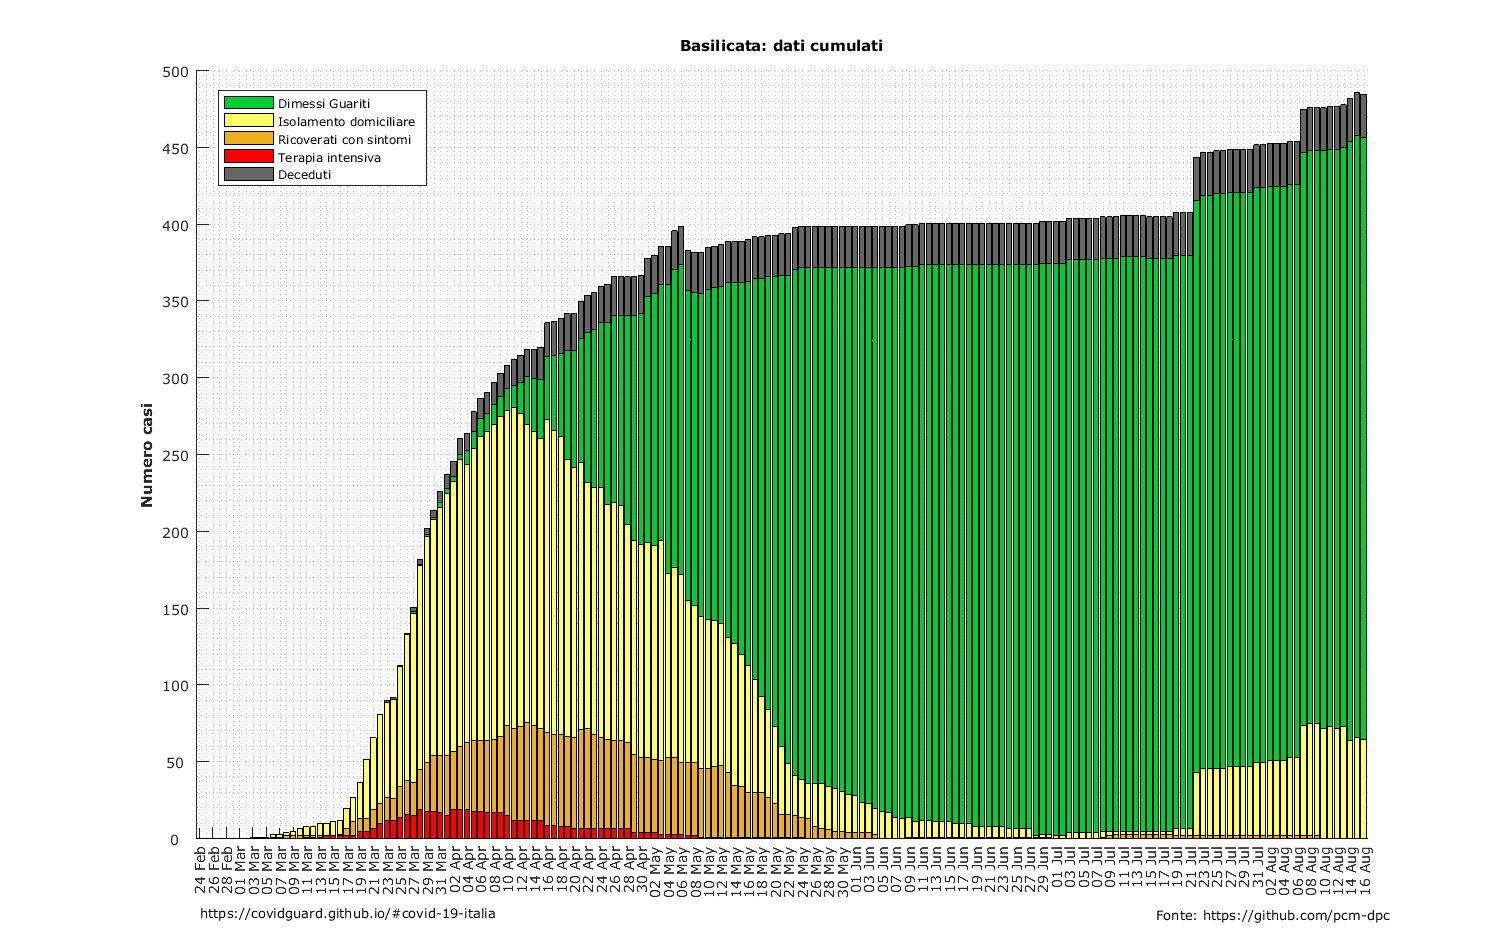 Basilicata: dati cumulati
500
450
400
350
300
250
200
150
100
50
0
Numero casi
Dimessi Guariti
Isolamento domiciliare
Ricoverati con sintomi
Terapia intensiva
Deceduti
24 Feb
26 Feb
28 Feb
01 Mar
03 Mar
05 Mar
07 Mar
09 Mar
11 Mar
13 Mar
15 Mar
17 Mar
19 Mar
21 Mar
23 Mar
25 Mar
27 Mar
29 Mar
31 Mar
02 Apr
04 Apr
06 Apr
08 Apr
10 Apr
12 Apr
14 Apr
16 Apr
18 Apr
20 Apr
22 Apr
24 Apr
26 Apr
28 Apr
30 Apr
02 May
04 May
06 May
08 May
10 May
12 May
14 May
16 May
18 May
20 May
22 May
24 May
26 May
28 May
30 May
01 Jun
03 Jun
05 Jun
07 Jun
09 Jun
11 Jun
13 Jun
15 Jun
17 Jun
19 Jun
21 Jun
23 Jun
25 Jun
27 Jun
29 Jun
01 Jul
03 Jul
05 Jul
07 Jul
09 Jul
11 Jul
13 Jul
15 Jul
17 Jul
19 Jul
21 Jul
23 Jul
25 Jul
27 Jul
29 Jul
31 Jul
02 Aug
04 Aug
06 Aug
08 Aug
10 Aug
12 Aug
14 Aug
16 Aug
https://covidguard.github.io/#covid-19-italia
Fonte: https://github.com/pcm-dpc